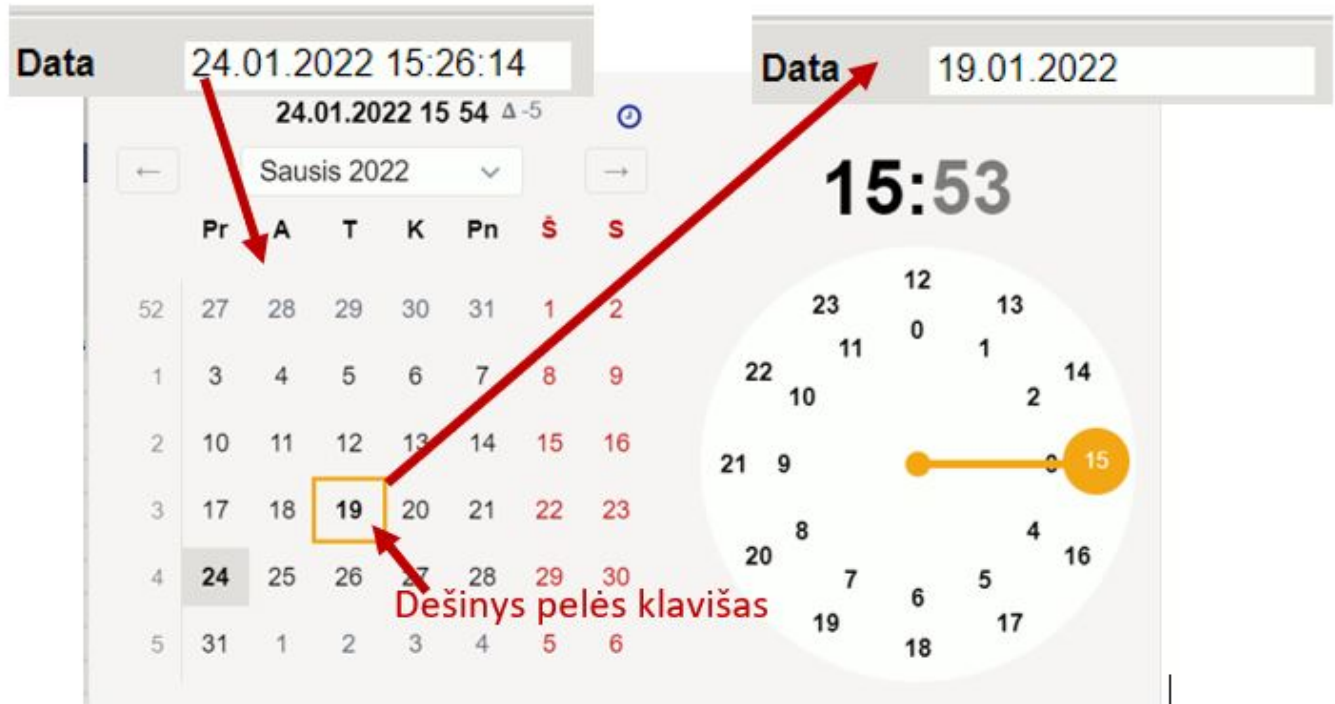 Data 24.01.2022 15:26:14
Data 19.01.2022
24.01.2022 15 54 Δ -5
← Sausis 2022 →
15:53
Pr A T K Pn Š S
52 27 28 29 30 31 1 2
1 3 4 5 6 7 8 9
2 10 11 12 13 14 15 16
3 17 18 19 20 21 22 23
4 24 25 26 27 28 29 30
5 31 1 2 3 4 5 6
Dešinys pelės klavišas
12
23 13
0
11 1
22 14
10 2
21 9 15
8 4
20 16
7 5
6
19 17
18